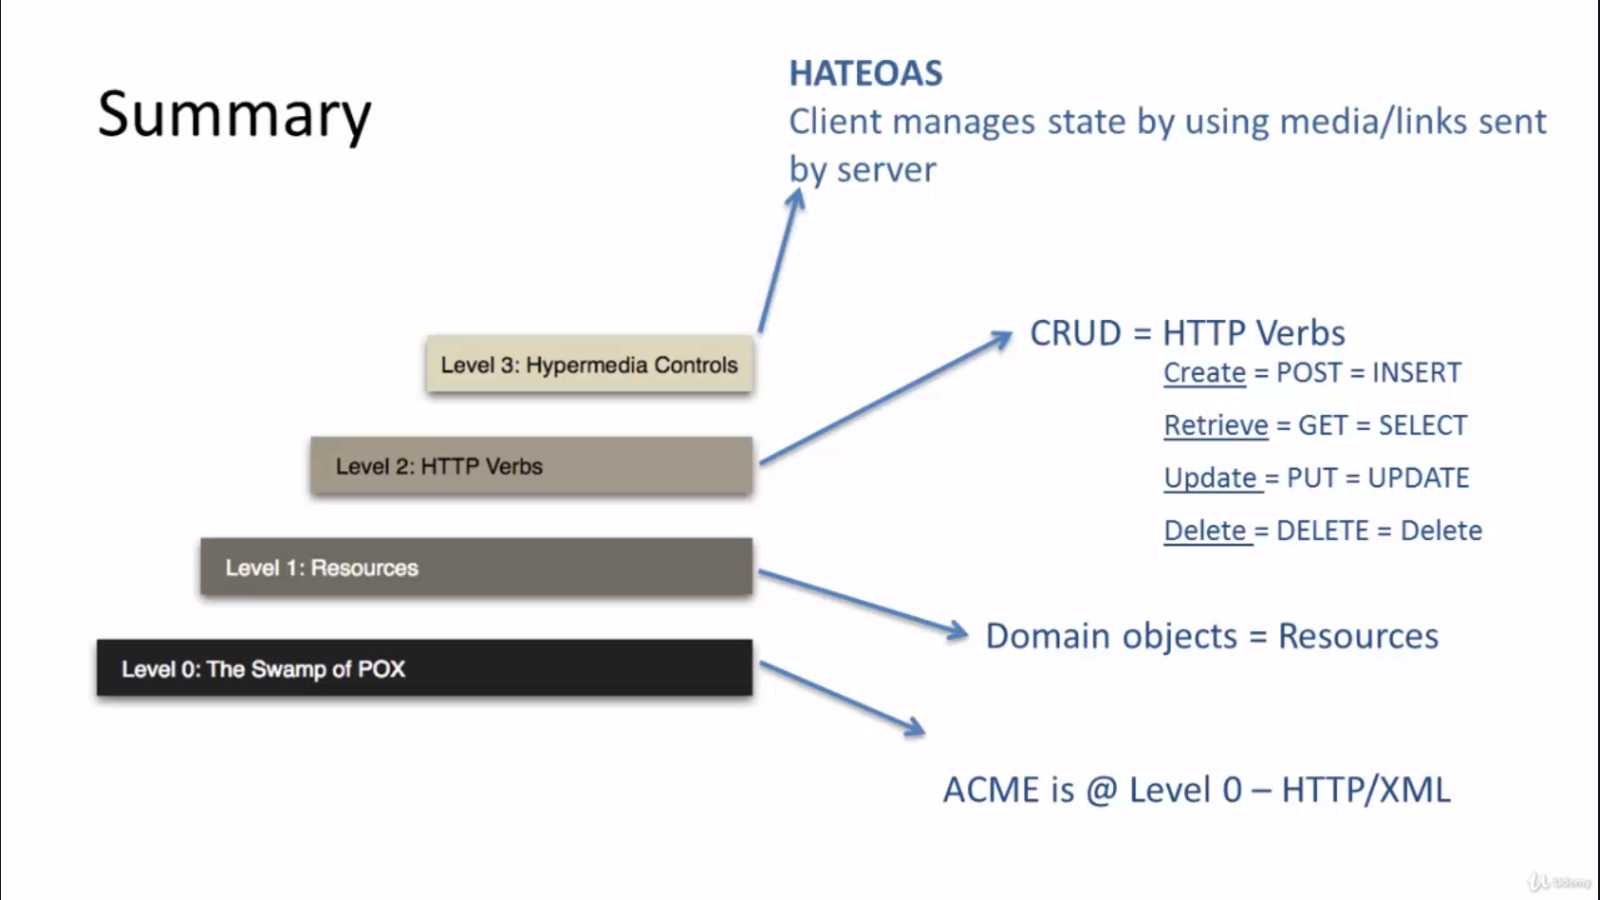 Summary
HATEOAS
Client manages state by using media/links sent
by server
Level 3: Hypermedia Controls
CRUD = HTTP Verbs
Create = POST = INSERT
Retrieve = GET = SELECT
Update = PUT = UPDATE
Delete = DELETE = Delete
Level 2: HTTP Verbs
Level 1: Resources
Domain objects = Resources
Level 0: The Swamp of POX
ACME is @ Level 0 – HTTP/XML
Udemy